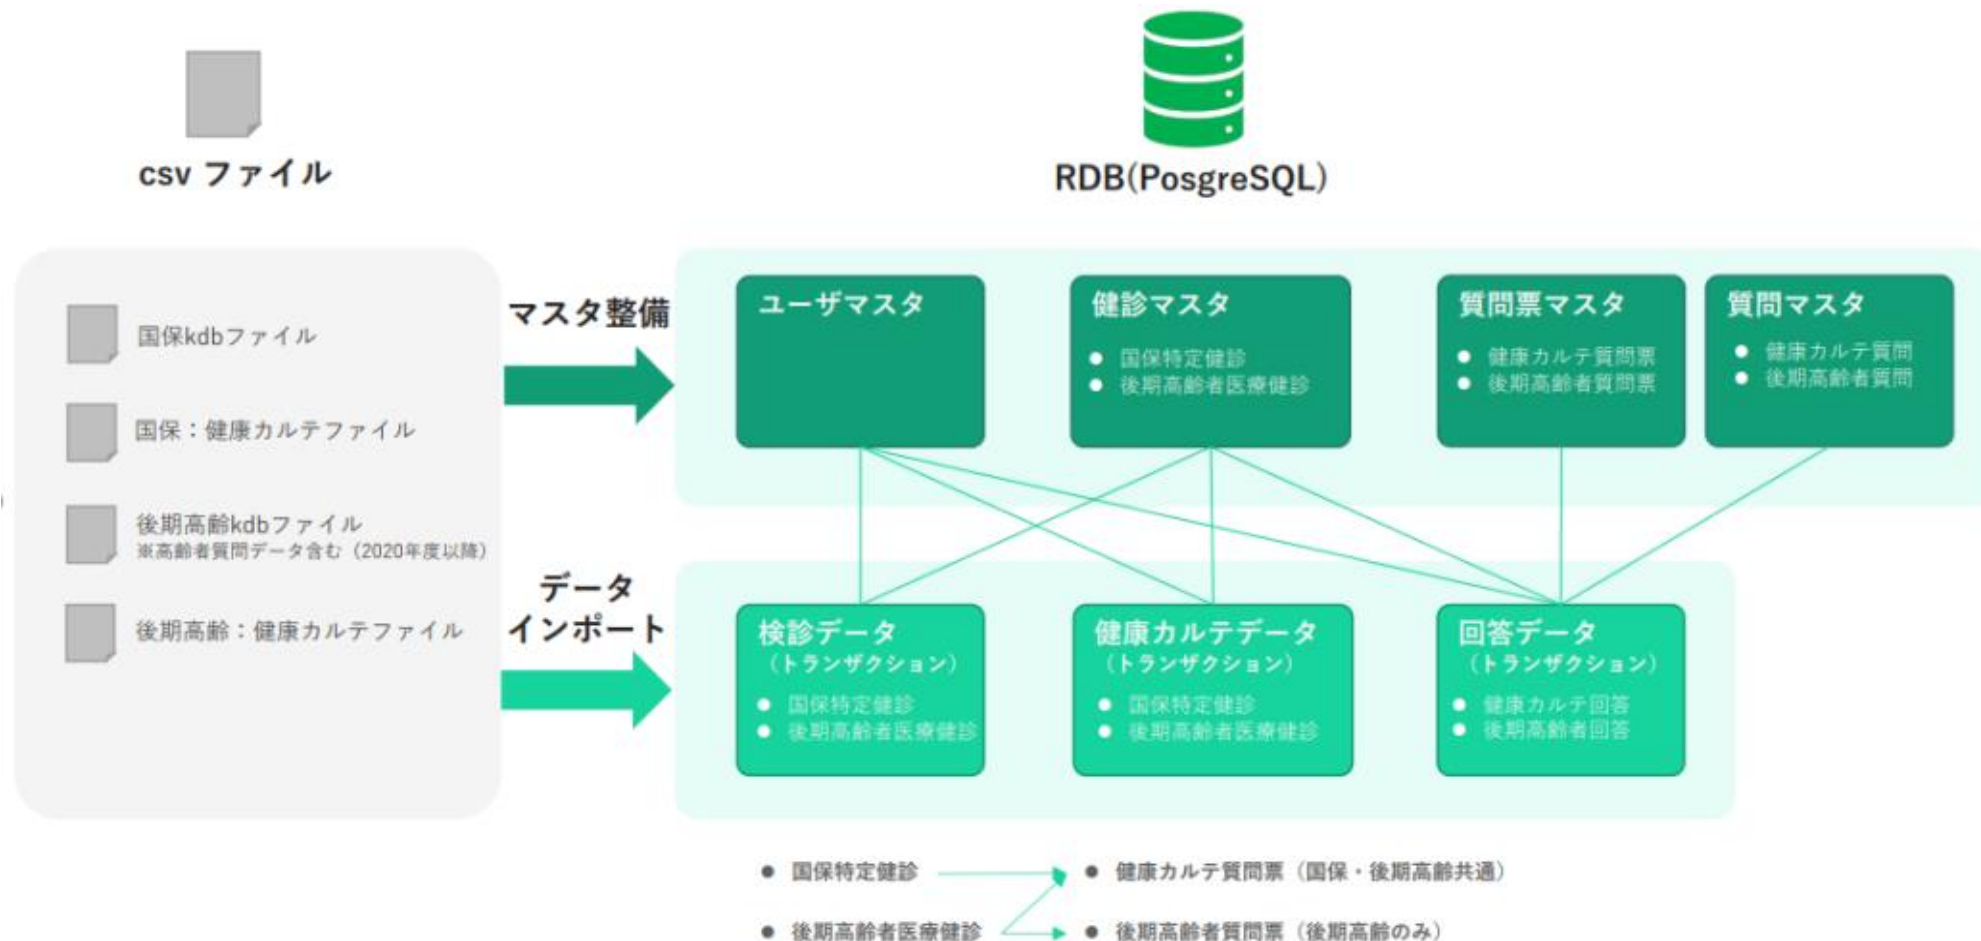 csv ファイル
RDB(PosgreSQL)
国保kdbファイル
国保：健康カルテファイル
後期高齢kdbファイル
※高齢者質問データ含む（2020年度以降）
後期高齢：健康カルテファイル
マスタ整備
データ
インポート
ユーザマスタ
健診マスタ
● 国保特定健診
● 後期高齢者医療健診
質問票マスタ
● 健康カルテ質問票
● 後期高齢者質問票
質問マスタ
● 健康カルテ質問
● 後期高齢者質問
検診データ
（トランザクション）
● 国保特定健診
● 後期高齢者医療健診
健康カルテデータ
（トランザクション）
● 国保特定健診
● 後期高齢者医療健診
回答データ
（トランザクション）
● 健康カルテ回答
● 後期高齢者回答
● 国保特定健診
● 健康カルテ質問票（国保・後期高齢共通）
● 後期高齢者医療健診
● 後期高齢者質問票（後期高齢のみ）